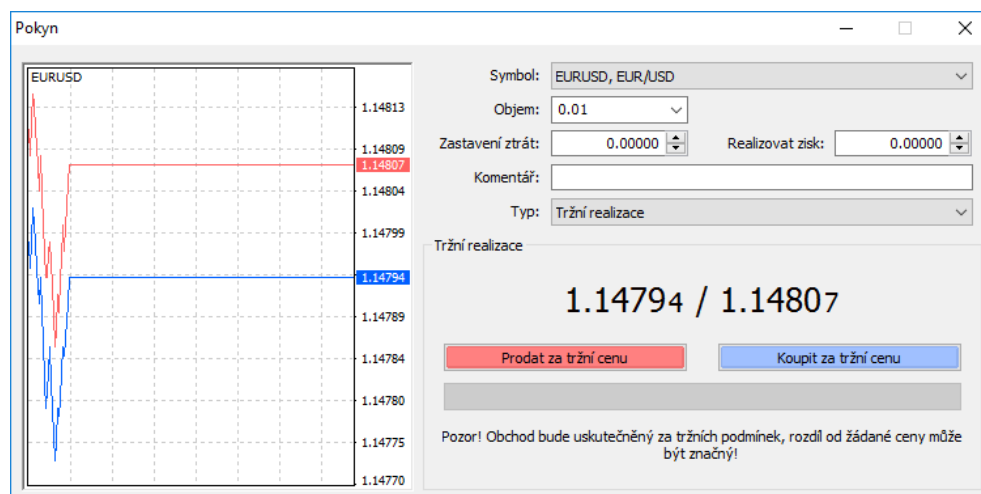 Pokyn
EURUSD
1.14813
1.14809
1.14807
1.14804
1.14799
1.14794
1.14789
1.14784
1.14780
1.14775
1.14770
Symbol: EURUSD, EUR/USD
Objem: 0.01
Zastavení ztrát: 0.00000 Realizovat zisk: 0.00000
Komentář:
Typ: Tržní realizace
Tržní realizace
1.14794 / 1.14807
Prodat za tržní cenu Koupit za tržní cenu
Pozor! Obchod bude uskutečněný za tržních podmínek, rozdíl od žádané ceny může
být značný!